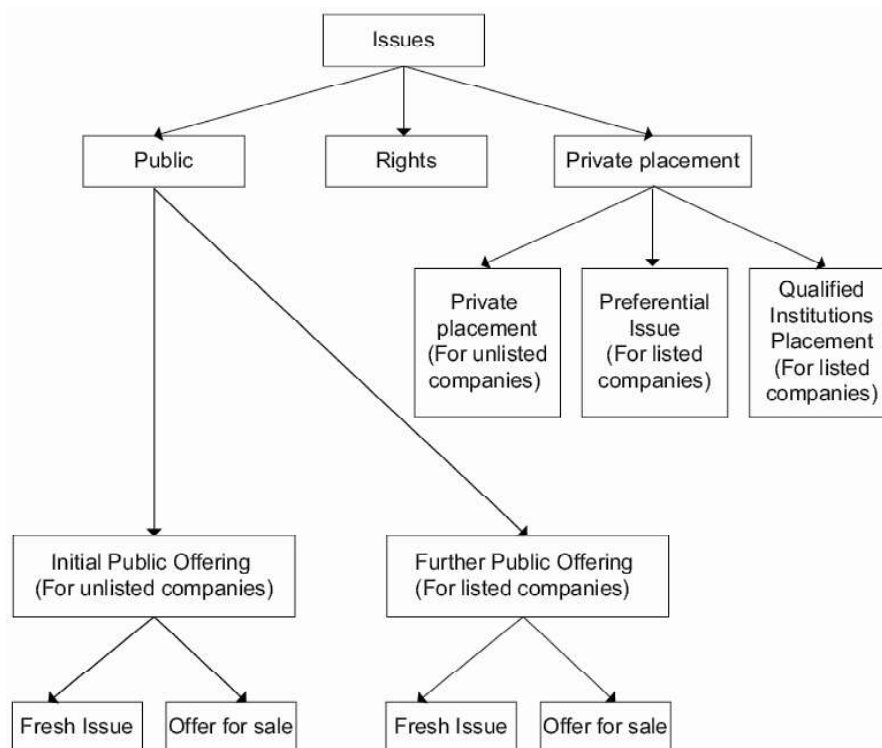 Issues
Public
Rights
Private placement
Private
placement
(For unlisted
companies)
Preferential
Issue
(For listed
companies)
Qualified
Institutions
Placement
(For listed
companies)
Initial Public Offering
(For unlisted companies)
Further Public Offering
(For listed companies)
Fresh Issue
Offer for sale
Fresh Issue
Offer for sale